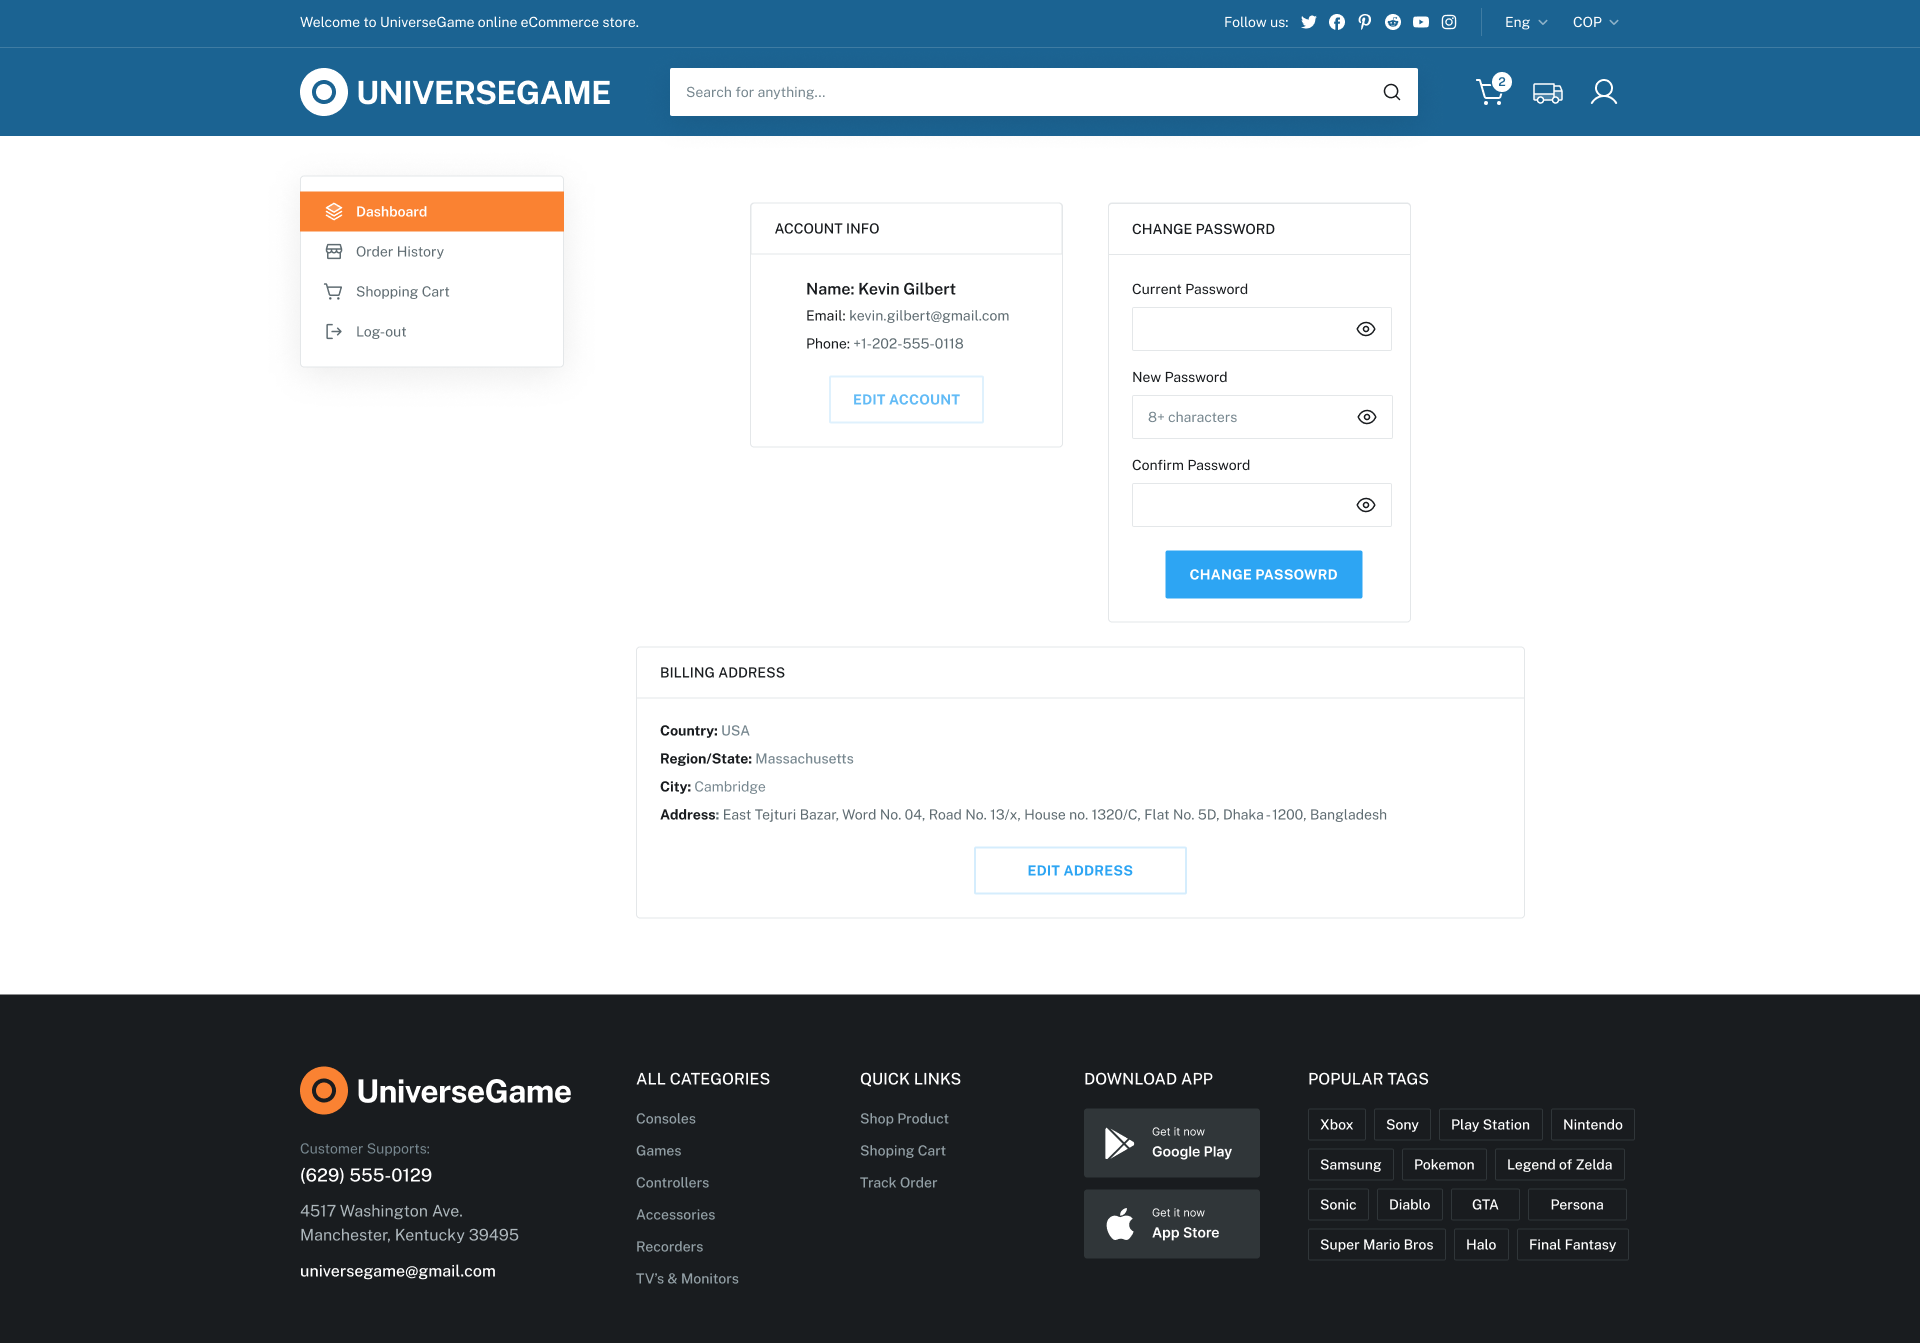 Welcome to UniverseGame online eCommerce store.
Follow us:
Eng
COP
UNIVERSEGAME
Search for anything...
2
Dashboard
Order History
Shopping Cart
Log-out
ACCOUNT INFO
Name: Kevin Gilbert
Email: kevin.gilbert@gmail.com
Phone: +1-202-555-0118
EDIT ACCOUNT
CHANGE PASSWORD
Current Password
New Password
8+ characters
Confirm Password
CHANGE PASSOWRD
BILLING ADDRESS
Country: USA
Region/State: Massachusetts
City: Cambridge
Address: East Tejturi Bazar, Word No. 04, Road No. 13/x, House no. 1320/C, Flat No. 5D, Dhaka - 1200, Bangladesh
EDIT ADDRESS
UniverseGame
Customer Supports:
(629) 555-0129
4517 Washington Ave.
Manchester, Kentucky 39495
universegame@gmail.com
ALL CATEGORIES
Consoles
Games
Controllers
Accessories
Recorders
TV's & Monitors
QUICK LINKS
Shop Product
Shoping Cart
Track Order
DOWNLOAD APP
Get it now
Google Play
Get it now
App Store
POPULAR TAGS
Xbox Sony Play Station Nintendo
Samsung Pokemon Legend of Zelda
Sonic Diablo GTA Persona
Super Mario Bros Halo Final Fantasy